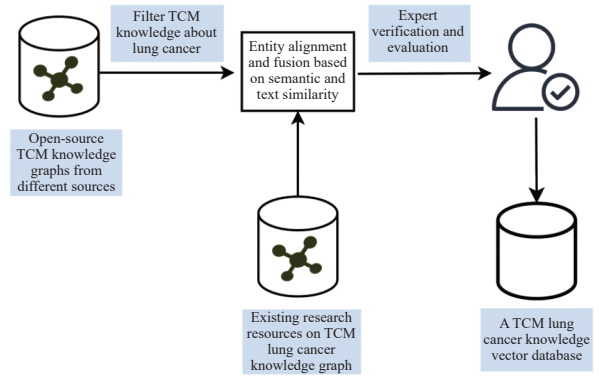 Filter TCM
knowledge about
lung cancer
Expert
verification and
evaluation
Entity alignment
and fusion based
on semantic and
text similarity
Open-source
TCM knowledge
graphs from
different sources
Existing research
resources on TCM
lung cancer
knowledge graph
A TCM lung
cancer knowledge
vector database